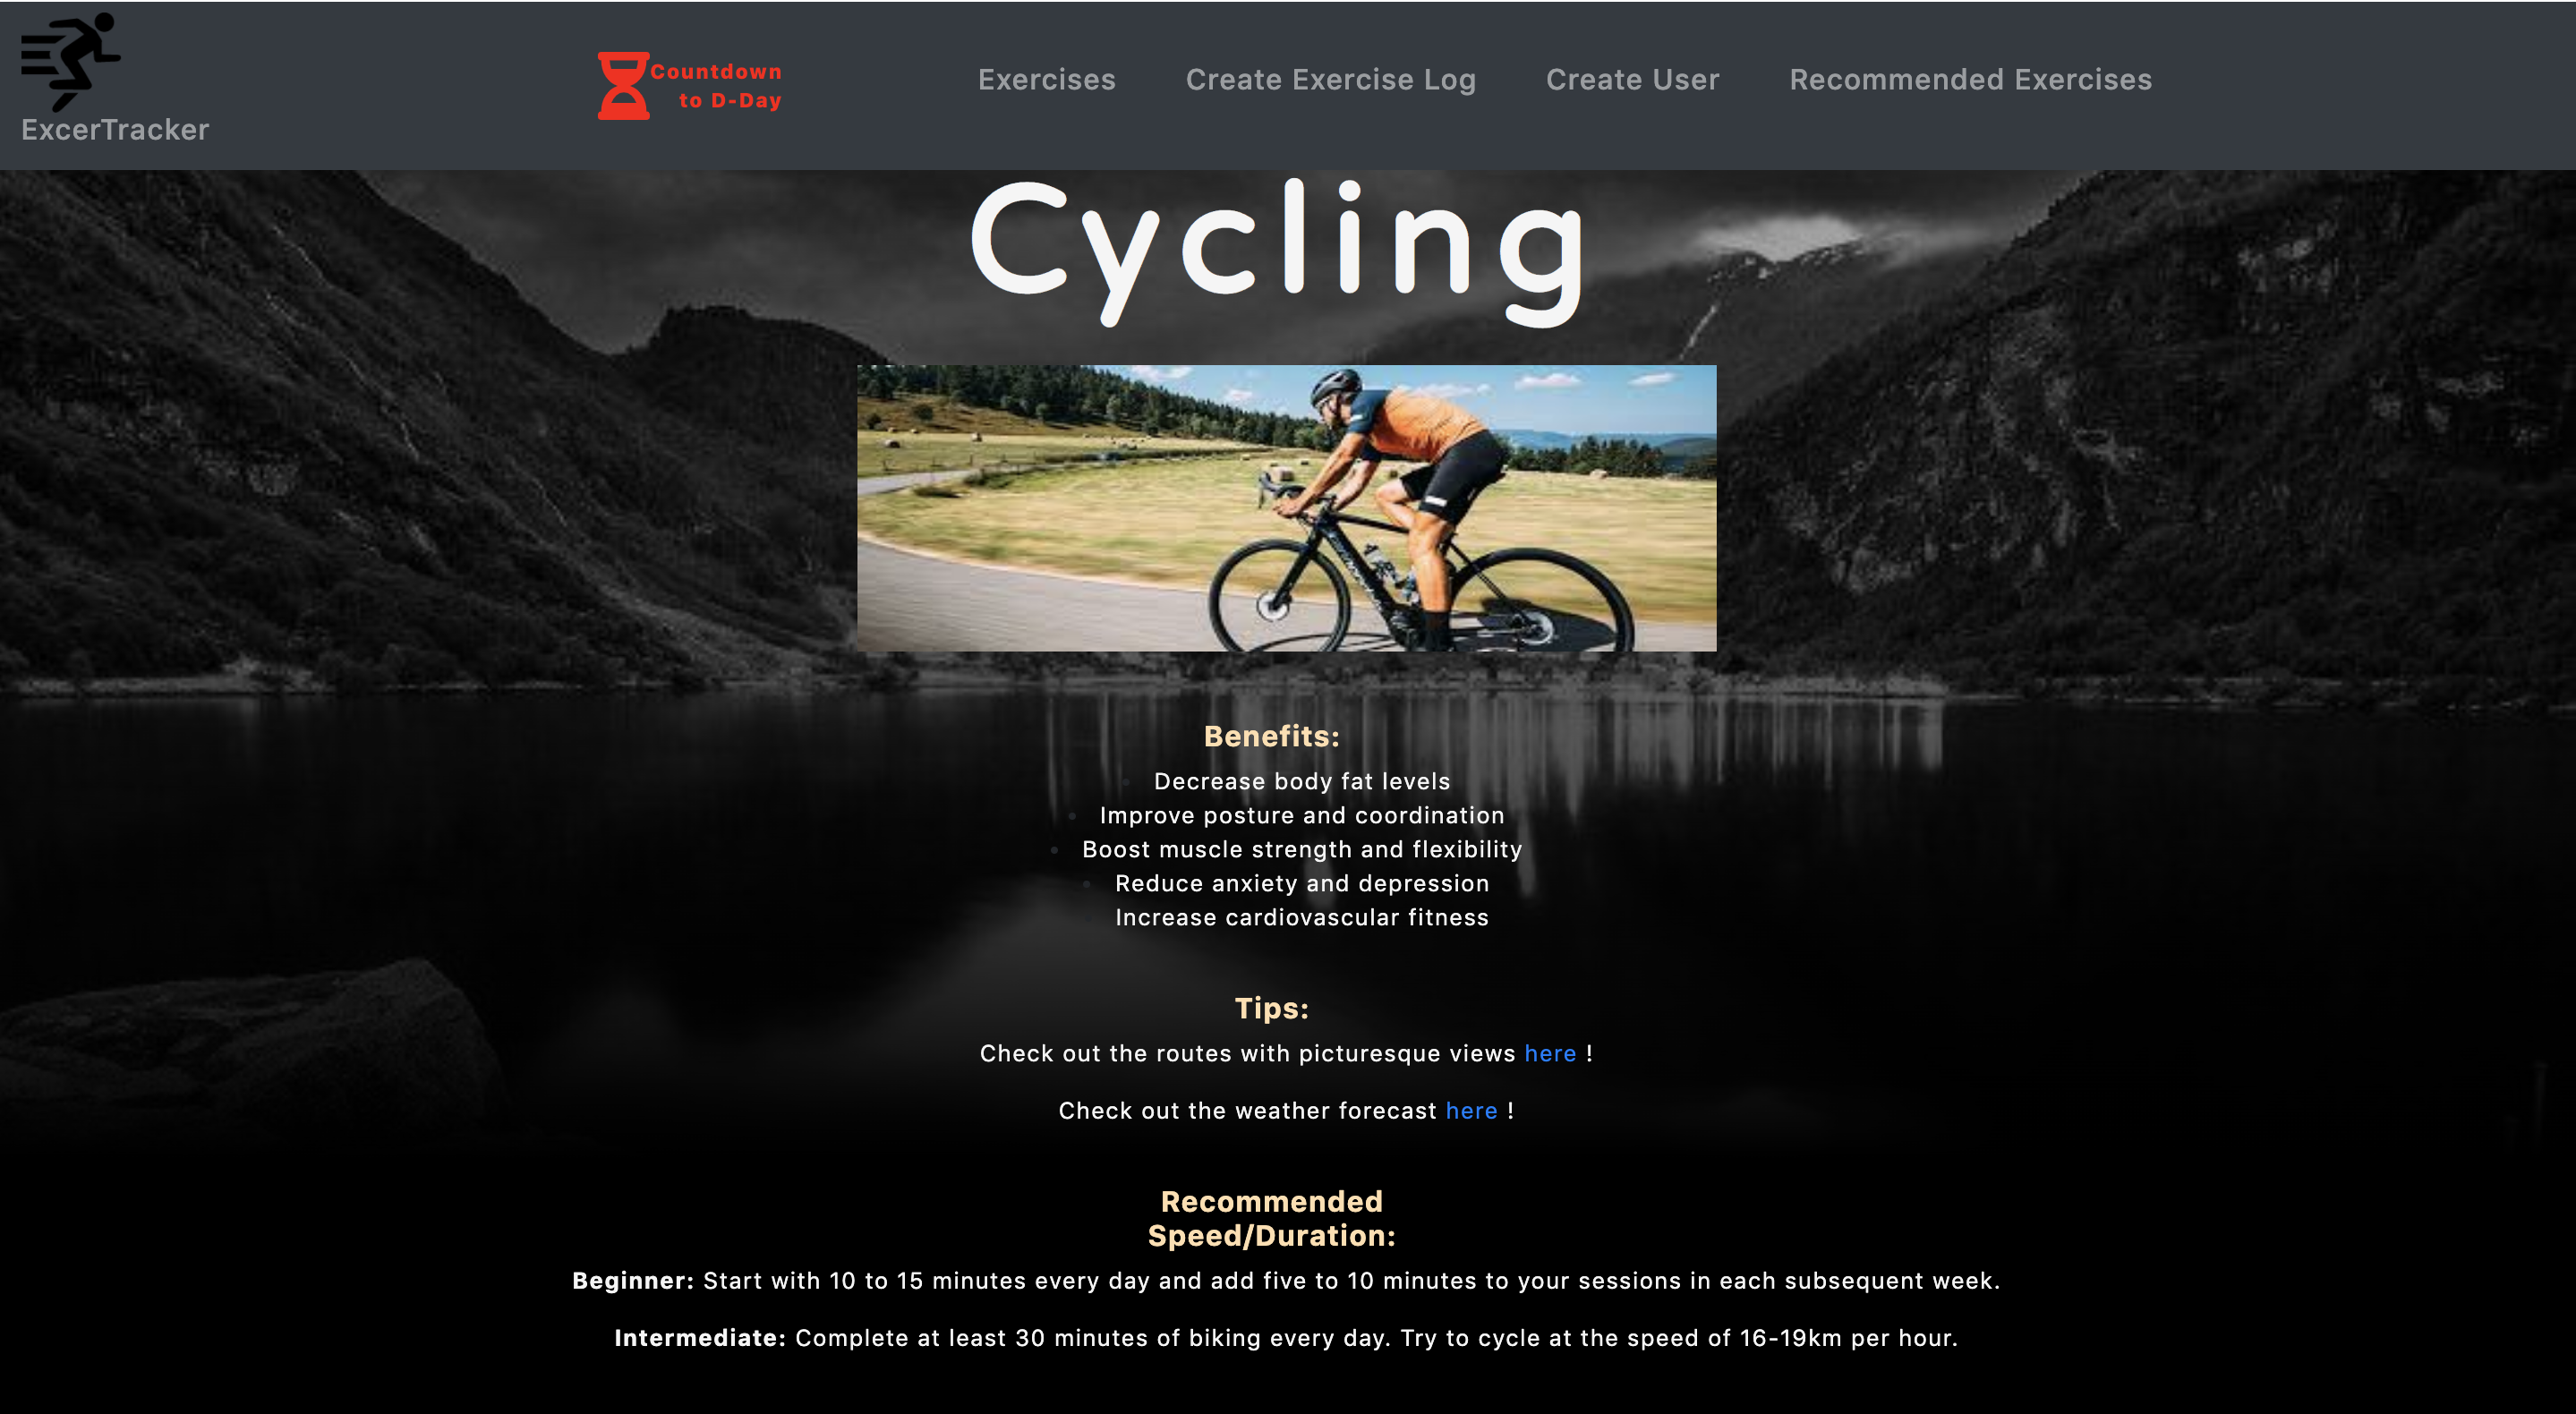 ExcerTracker
Countdown
to D-Day
Exercises
Create Exercise Log
Create User
Recommended Exercises
Cycling
Benefits:
Decrease body fat levels
Improve posture and coordination
Boost muscle strength and flexibility
Reduce anxiety and depression
Increase cardiovascular fitness
Tips:
Check out the routes with picturesque views here !
Check out the weather forecast here !
Recommended
Speed/Duration:
Beginner: Start with 10 to 15 minutes every day and add five to 10 minutes to your sessions in each subsequent week.
Intermediate: Complete at least 30 minutes of biking every day. Try to cycle at the speed of 16-19km per hour.